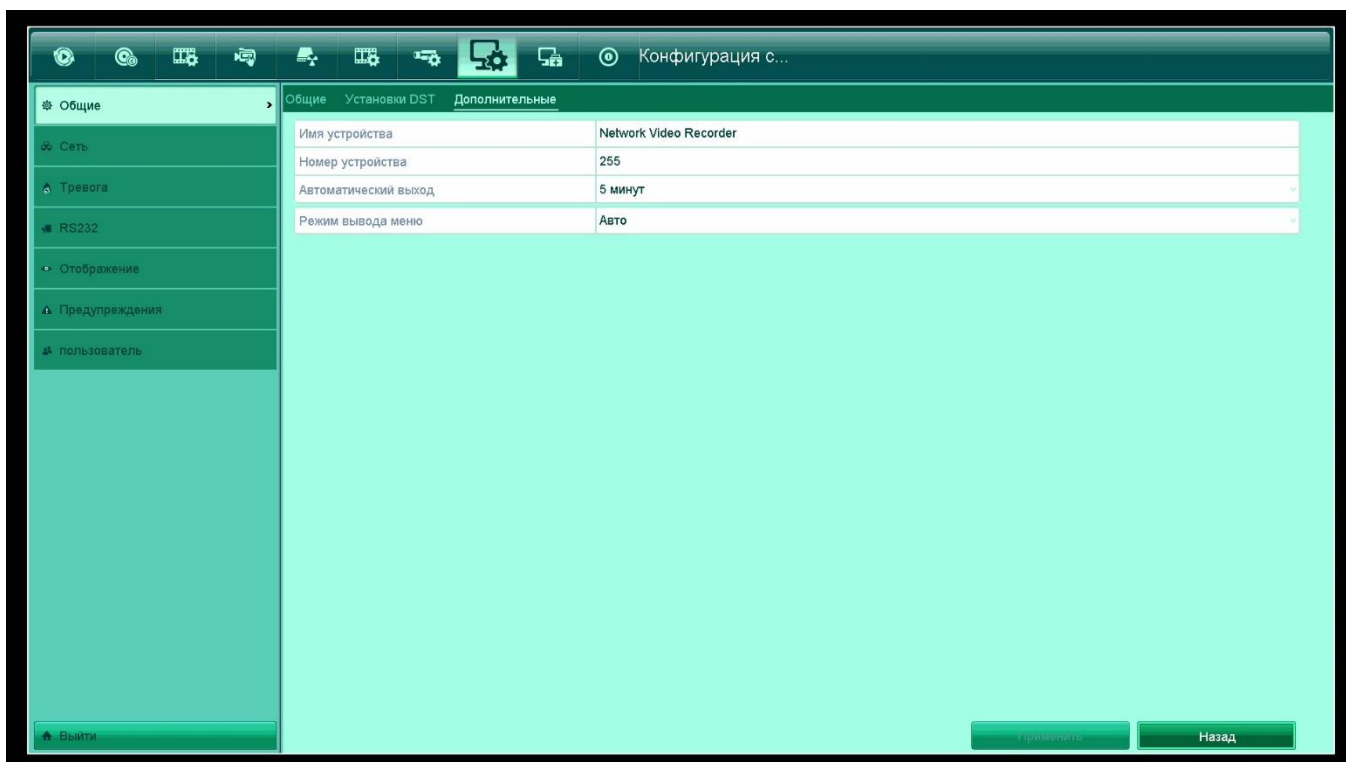 Конфигурация с...
Общие
Сеть
Тревога
RS232
Отображение
Предупреждения
пользователь
Выйти
Общие Установки DST Дополнительные
Имя устройства Network Video Recorder
Номер устройства 255
Автоматический выход 5 минут
Режим вывода меню Авто
Применить Назад